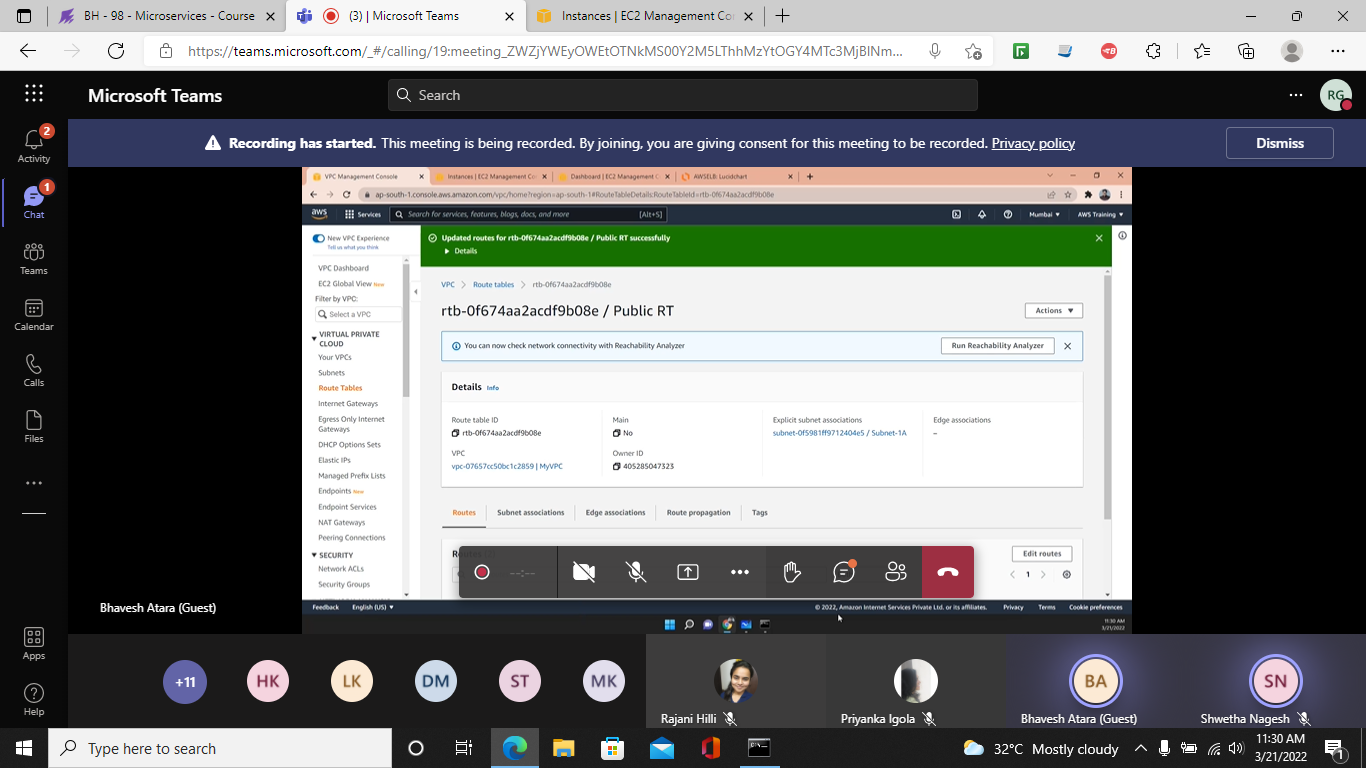 BH - 98 - Microservices - Course
(3) | Microsoft Teams
Instances | EC2 Management Con
https://teams.microsoft.com/_#/calling/19:meeting_ZWZjYWEyOWEtOTNkMS00Y2M5LThhMzYtOGY4MTc3MjBlNm...
Microsoft Teams
Search
RG
Recording has started. This meeting is being recorded. By joining, you are giving consent for this meeting to be recorded. Privacy policy
Dismiss
2
Activity
1
Chat
Teams
Calendar
Calls
Files
Apps
Help
VPC Management Console
Instances | EC2 Management C
Dashboard | EC2 Management C
AWSELB: Lucidchart
ap-south-1.console.aws.amazon.com/vpc/home?region=ap-south-1#RouteTableDetails:RouteTableId=rtb-0f674aa2acdf9b08e
aws
Services
Search for services, features, blogs, docs, and more
[Alt+S]
Mumbai
AWS Training
New VPC Experience
Tell us what you think
VPC Dashboard
EC2 Global View New
Filter by VPC:
Select a VPC
VIRTUAL PRIVATE
CLOUD
Your VPCs
Subnets
Route Tables
Internet Gateways
Egress Only Internet
Gateways
DHCP Options Sets
Elastic IPs
Managed Prefix Lists
Endpoints New
Endpoint Services
NAT Gateways
Peering Connections
SECURITY
Network ACLs
Security Groups
Updated routes for rtb-0f674aa2acdf9b08e / Public RT successfully
Details
VPC
Route tables
rtb-0f674aa2acdf9b08e
rtb-0f674aa2acdf9b08e / Public RT
Actions
You can now check network connectivity with Reachability Analyzer
Run Reachability Analyzer
Details Info
Route table ID
rtb-0f674aa2acdf9b08e
Main
No
Explicit subnet associations
subnet-0f5981ff9712404e5 / Subnet-1A
Edge associations
–
VPC
vpc-07657cc50bc1c2859 | MyVPC
Owner ID
405285047323
Routes
Subnet associations
Edge associations
Route propagation
Tags
Edit routes
1
--:--
Feedback
English (US)
© 2022, Amazon Internet Services Private Ltd. or its affiliates.
Privacy
Terms
Cookie preferences
11:30 AM
3/21/2022
Bhavesh Atara (Guest)
+11
HK
LK
DM
ST
MK
BA
SN
Rajani Hilli
Priyanka Igola
Bhavesh Atara (Guest)
Shwetha Nagesh
Type here to search
32°C Mostly cloudy
11:30 AM
3/21/2022
1